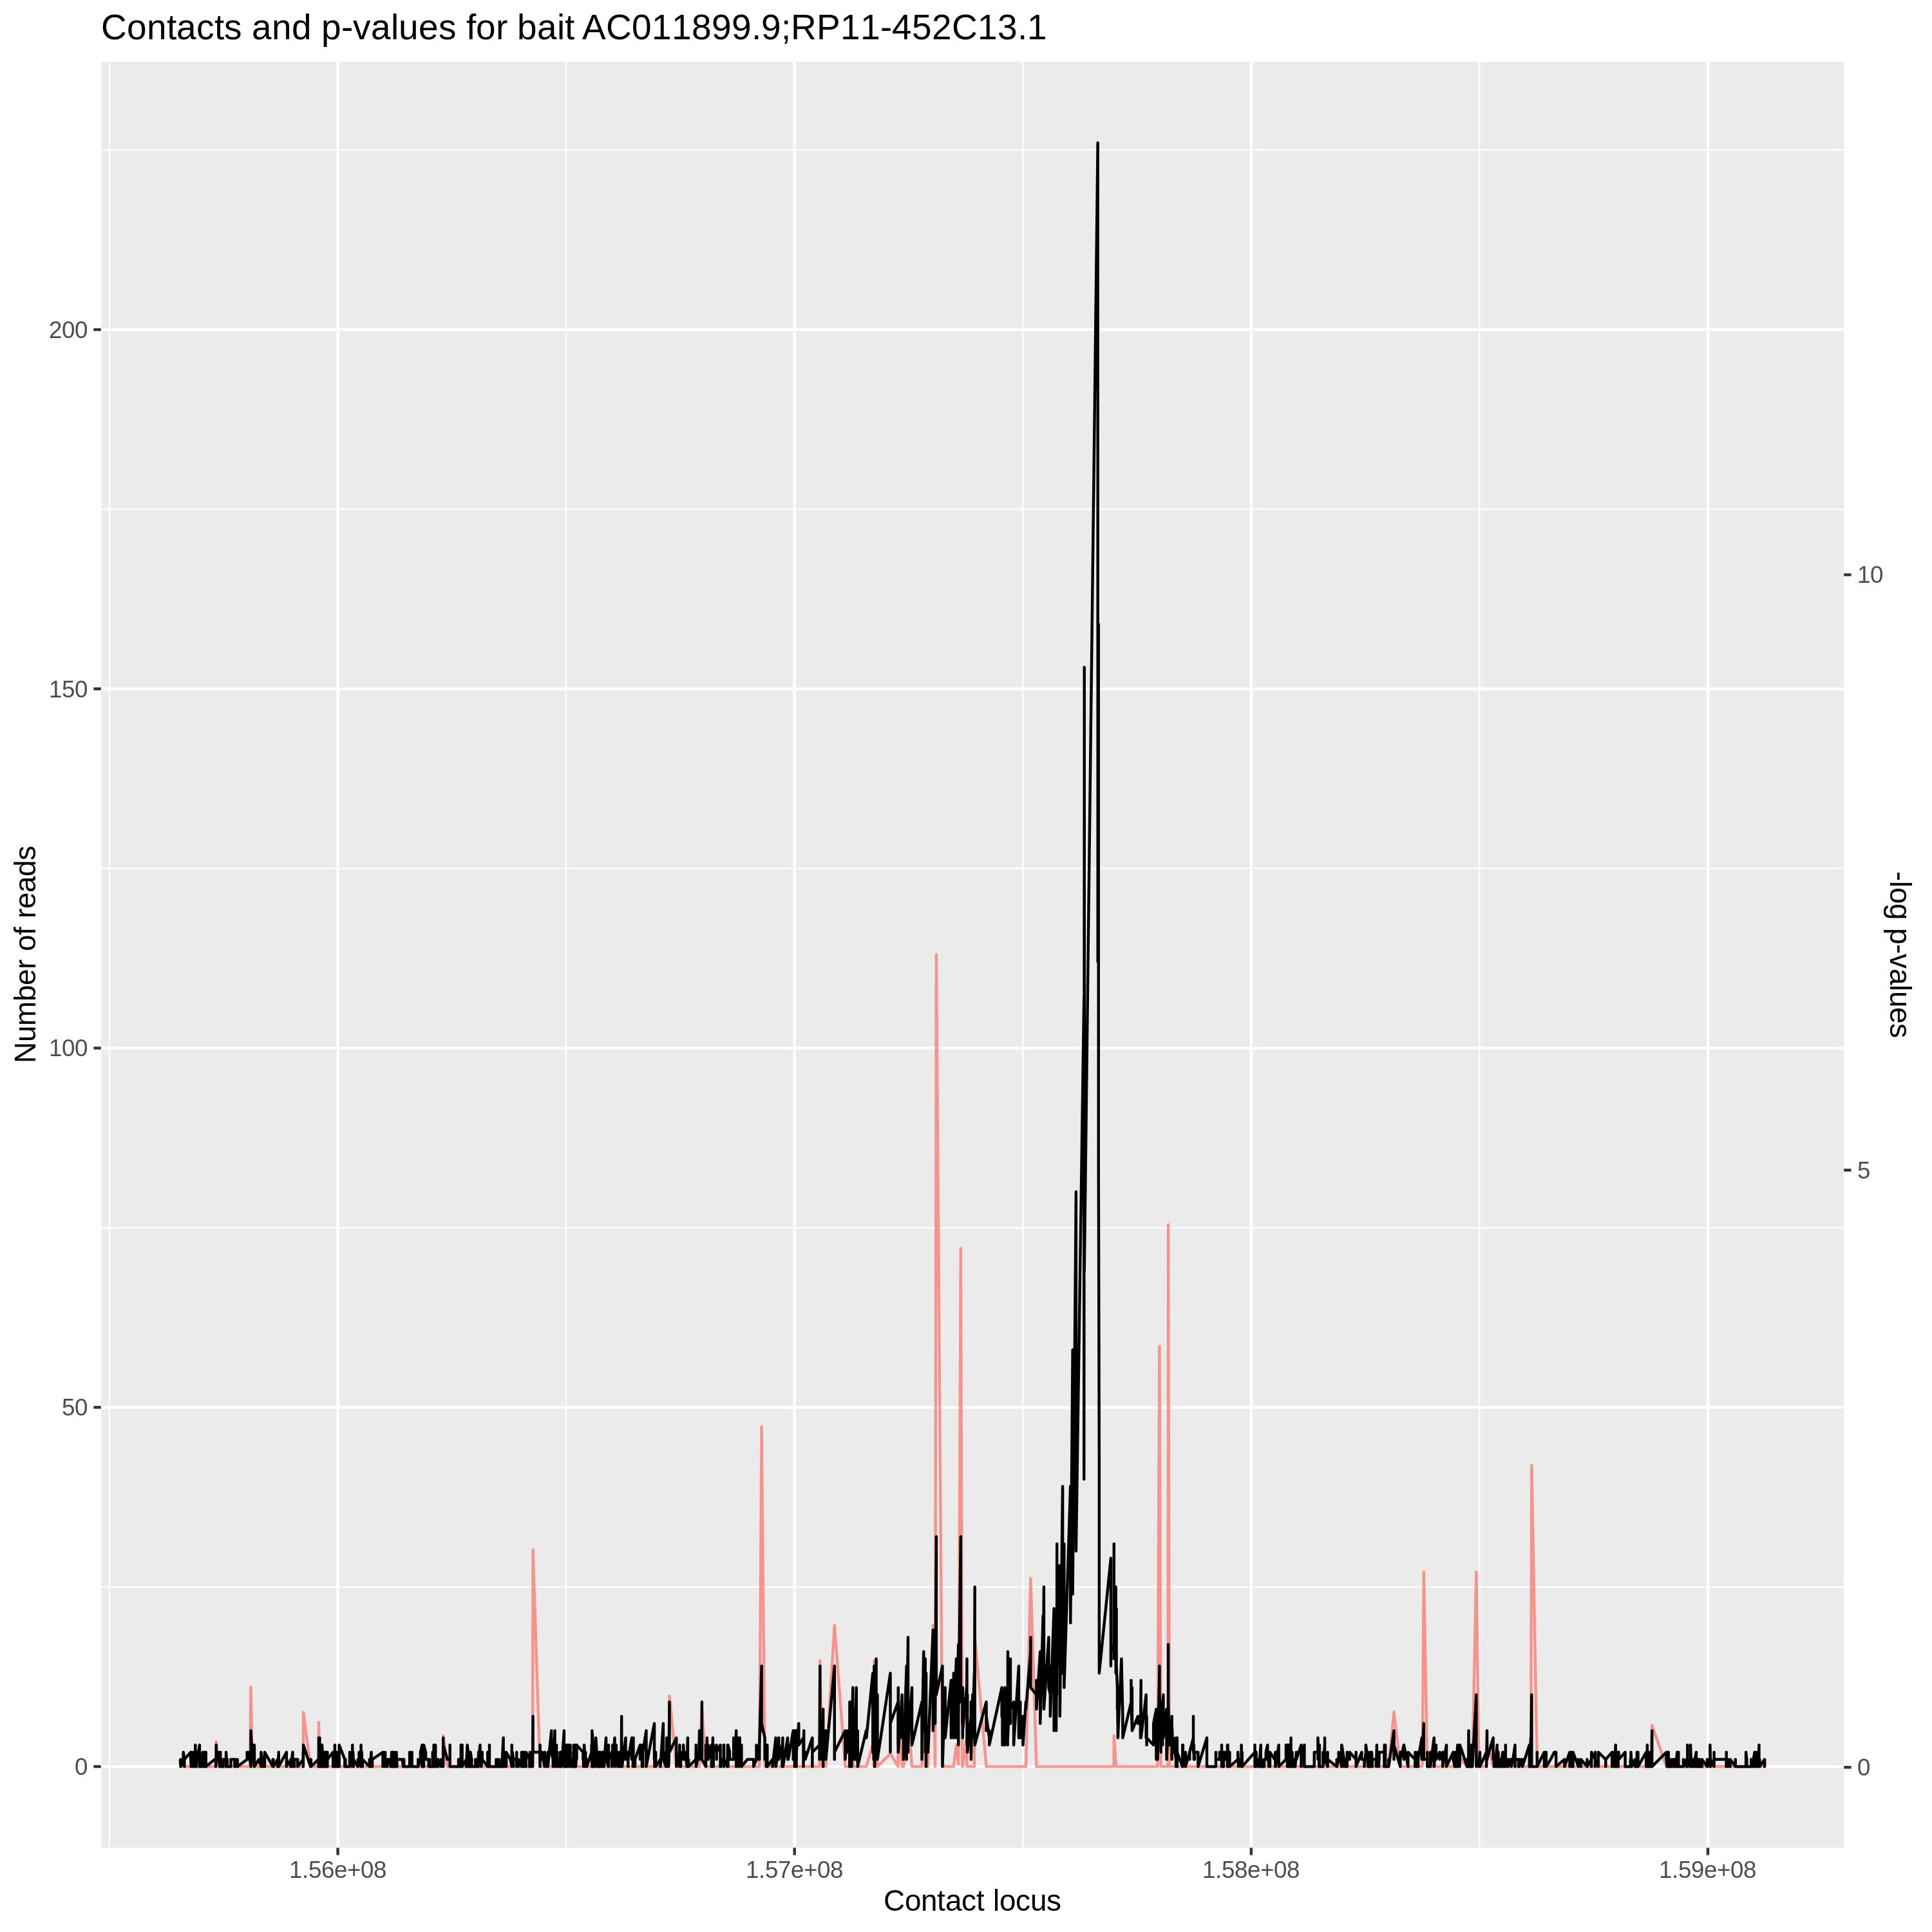 Contacts and p-values for bait AC011899.9;RP11-452C13.1
Number of reads
200
150
100
50
0
10
5
0
-log p-values
1.56e+08
1.57e+08
1.58e+08
1.59e+08
Contact locus